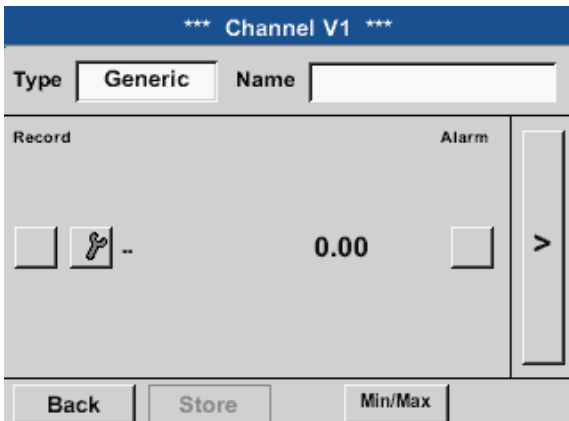 *** Channel V1 ***
Type Generic Name
Record Alarm
-- 0.00 >
Back Store Min/Max